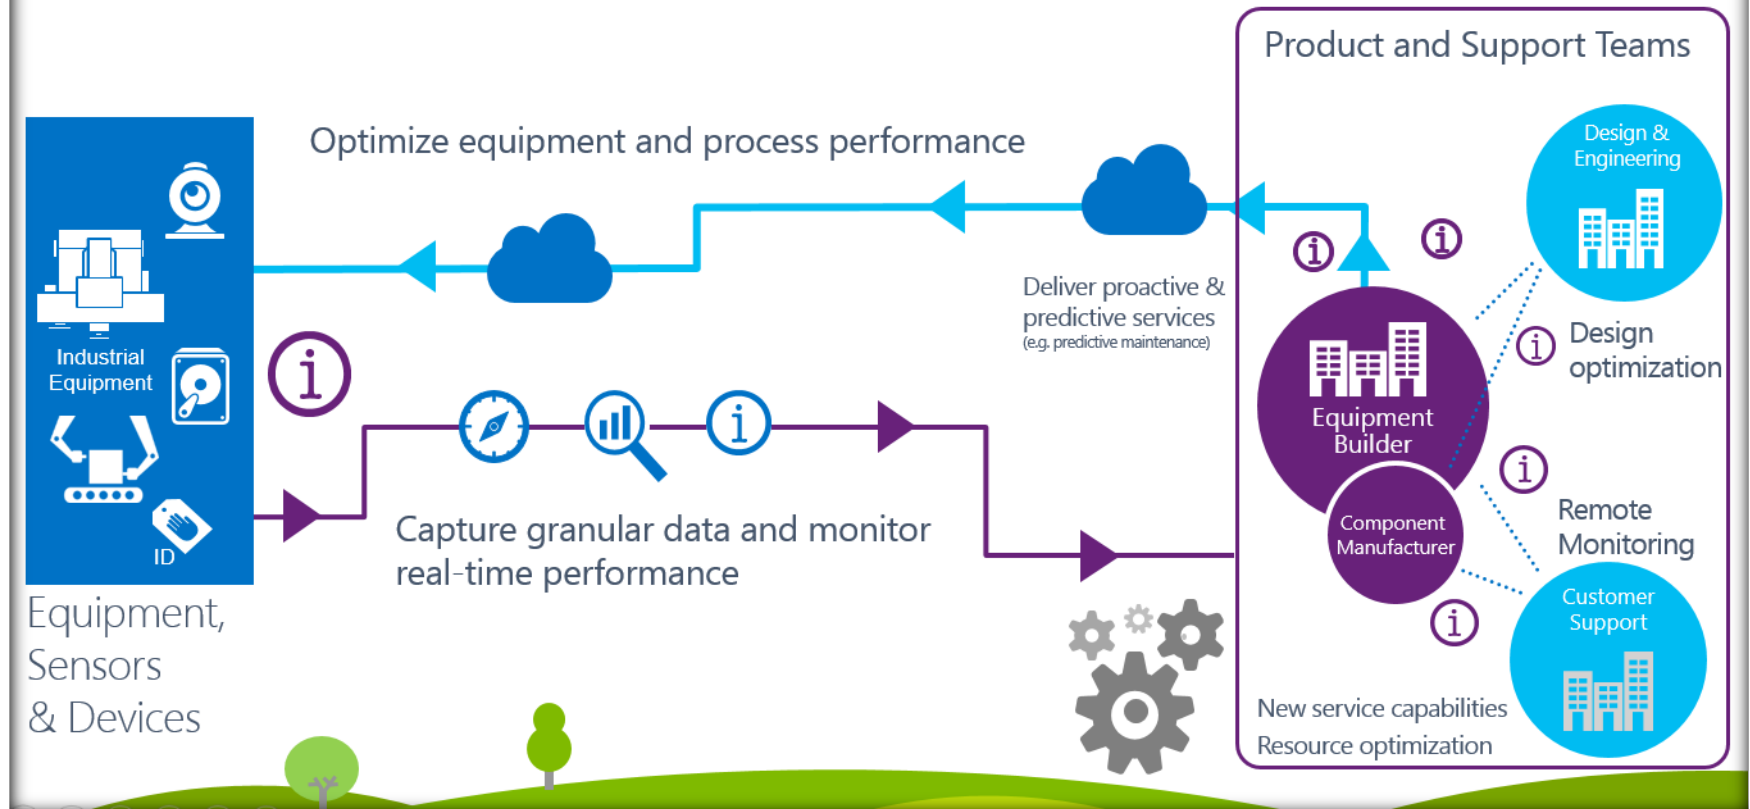 Product and Support Teams
Optimize equipment and process performance
Design &
Engineering
Deliver proactive &
predictive services
(e.g. predictive maintenance)
Industrial
Equipment
ID
Equipment,
Sensors
& Devices
i
i
Capture granular data and monitor
real-time performance
i
i
Equipment
Builder
Component
Manufacturer
i
Design
optimization
i
Remote
Monitoring
i
Customer
Support
New service capabilities
Resource optimization